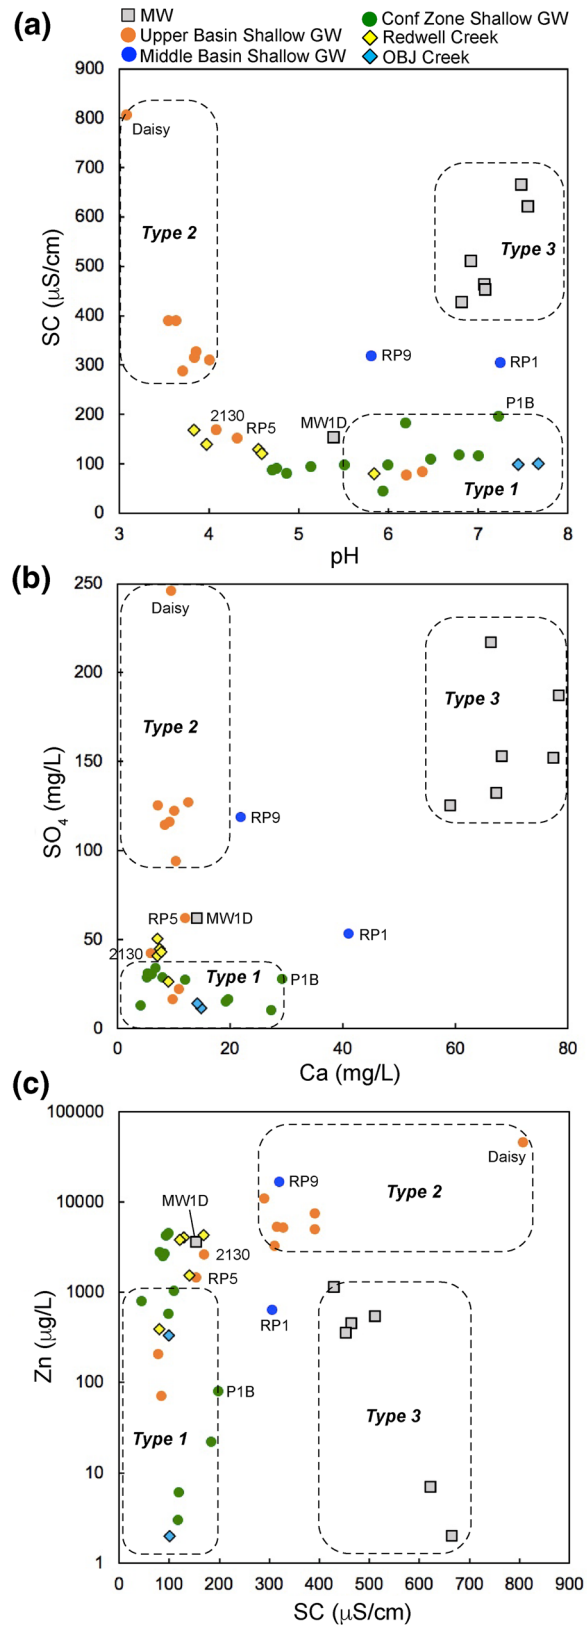 (a)
MW
Upper Basin Shallow GW
Middle Basin Shallow GW
Conf Zone Shallow GW
Redwell Creek
OBJ Creek
900
800
700
600
500
400
300
200
100
0
SC (μS/cm)
Daisy
Type 2
Type 3
RP9
RP1
2130
RP5
MW1D
P1B
Type 1
3 4 5 6 7 8
pH
(b)
250
200
150
100
50
0
SO4 (mg/L)
Daisy
Type 2
Type 3
RP9
RP5
MW1D
RP1
2130
Type 1
P1B
0 20 40 60 80
Ca (mg/L)
(c)
100000
10000
1000
100
10
1
Zn (μg/L)
Daisy
RP9
Type 2
MW1D
2130
RP5
RP1
P1B
Type 3
Type 1
0 100 200 300 400 500 600 700 800 900
SC (μS/cm)